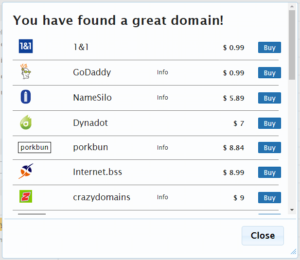 You have found a great domain!
1&1 1&1 $ 0.99 Buy
GoDaddy Info $ 0.99 Buy
NameSilo Info $ 5.89 Buy
Dynadot $ 7 Buy
porkbun porkbun Info $ 8.84 Buy
Internet.bss $ 8.99 Buy
crazydomains Info $ 9 Buy
Close